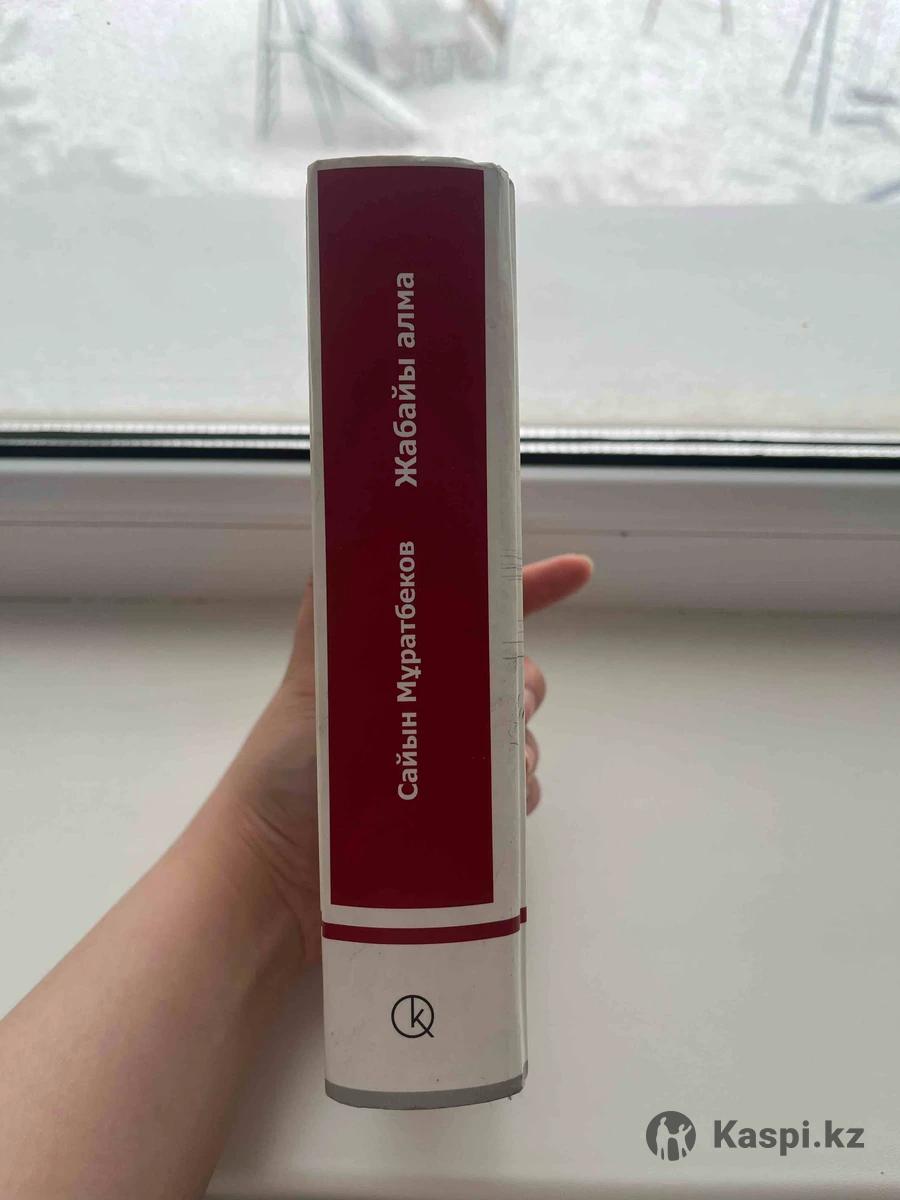 Сайын Мұратбеков Жабайы алма
k
Kaspi.kz